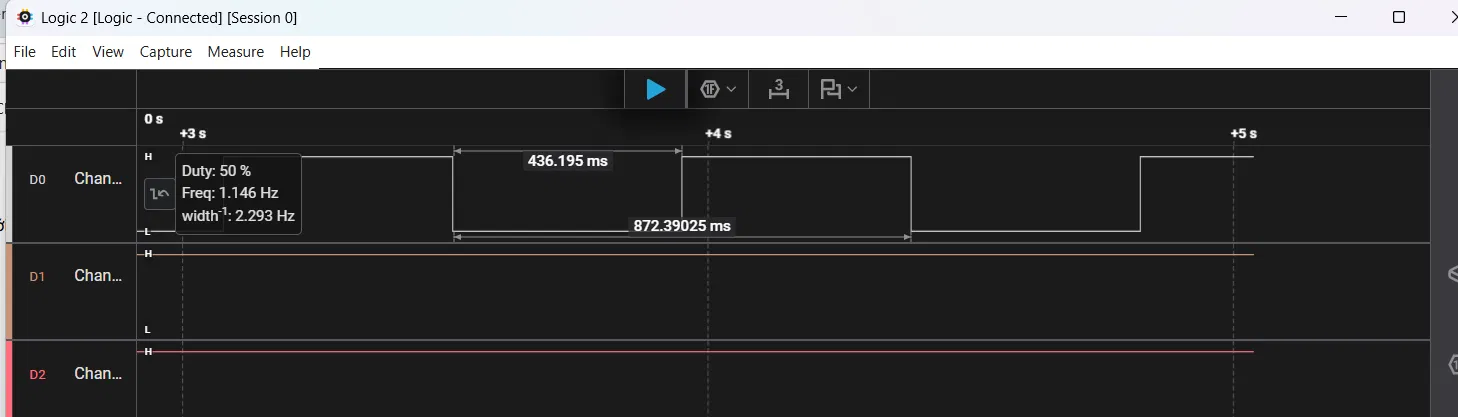 Logic 2 [Logic - Connected] [Session 0]
File Edit View Capture Measure Help
0 s
+3 s +4 s +5 s
H
436.195 ms
D0 Chan...
Duty: 50 %
Freq: 1.146 Hz
width-1: 2.293 Hz
872.39025 ms
L
H
D1 Chan...
L
H
D2 Chan...